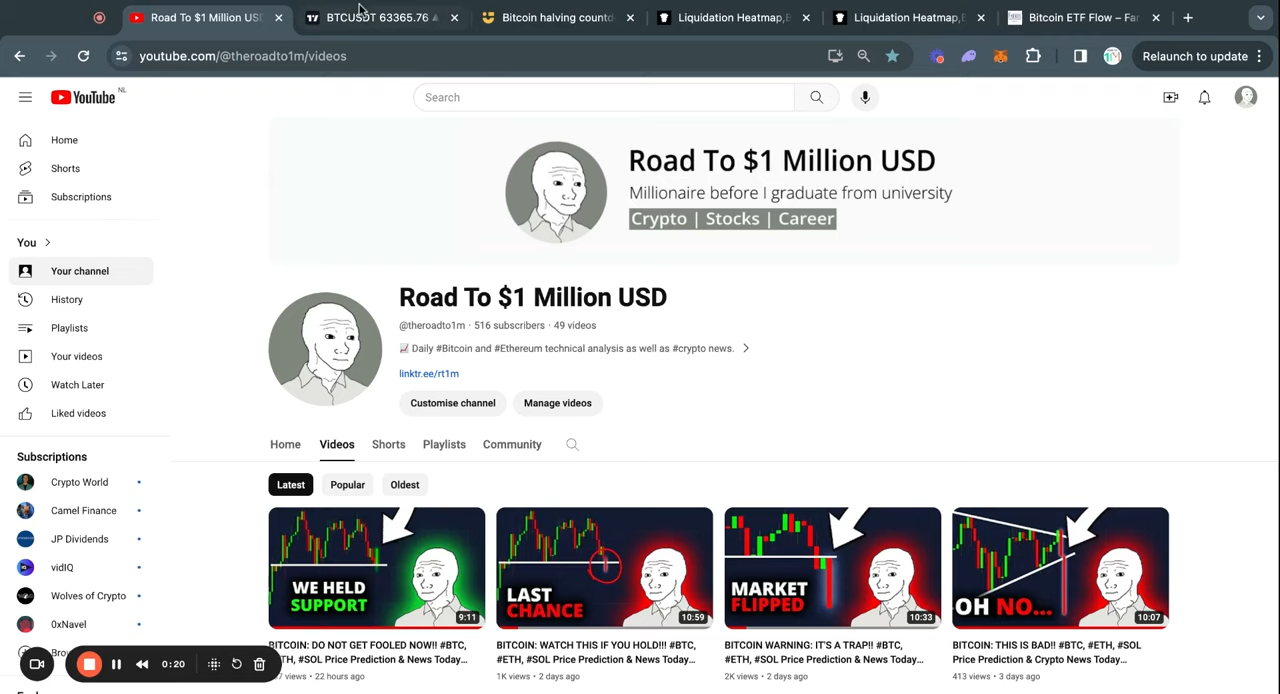 Road To $1 Million USD
BTCUSDT 63365.76
Bitcoin halving countd
Liquidation Heatmap,B
Liquidation Heatmap,E
Bitcoin ETF Flow – Far
youtube.com/@theroadto1m/videos
Relaunch to update
YouTube NL
Search
Home
Shorts
Subscriptions
You
Your channel
History
Playlists
Your videos
Watch Later
Liked videos
Subscriptions
Crypto World
Camel Finance
JP Dividends
vidIQ
Wolves of Crypto
0xNavel
0:20
Road To $1 Million USD
Millionaire before I graduate from university
Crypto | Stocks | Career
Road To $1 Million USD
@theroadto1m · 516 subscribers · 49 videos
Daily #Bitcoin and #Ethereum technical analysis as well as #crypto news.
linktr.ee/rt1m
Customise channel
Manage videos
Home
Videos
Shorts
Playlists
Community
Latest
Popular
Oldest
WE HELD
SUPPORT
9:11
BITCOIN: DO NOT GET FOOLED NOW!! #BTC,
#ETH, #SOL Price Prediction & News Today...
views · 22 hours ago
LAST
CHANCE
10:59
BITCOIN: WATCH THIS IF YOU HOLD!!! #BTC,
#ETH, #SOL Price Prediction & News Today...
1K views · 2 days ago
MARKET
FLIPPED
10:33
BITCOIN WARNING: IT'S A TRAP!! #BTC,
#ETH, #SOL Price Prediction & News Today...
2K views · 2 days ago
OH NO...
10:07
BITCOIN: THIS IS BAD!! #BTC, #ETH, #SOL
Price Prediction & Crypto News Today...
413 views · 3 days ago